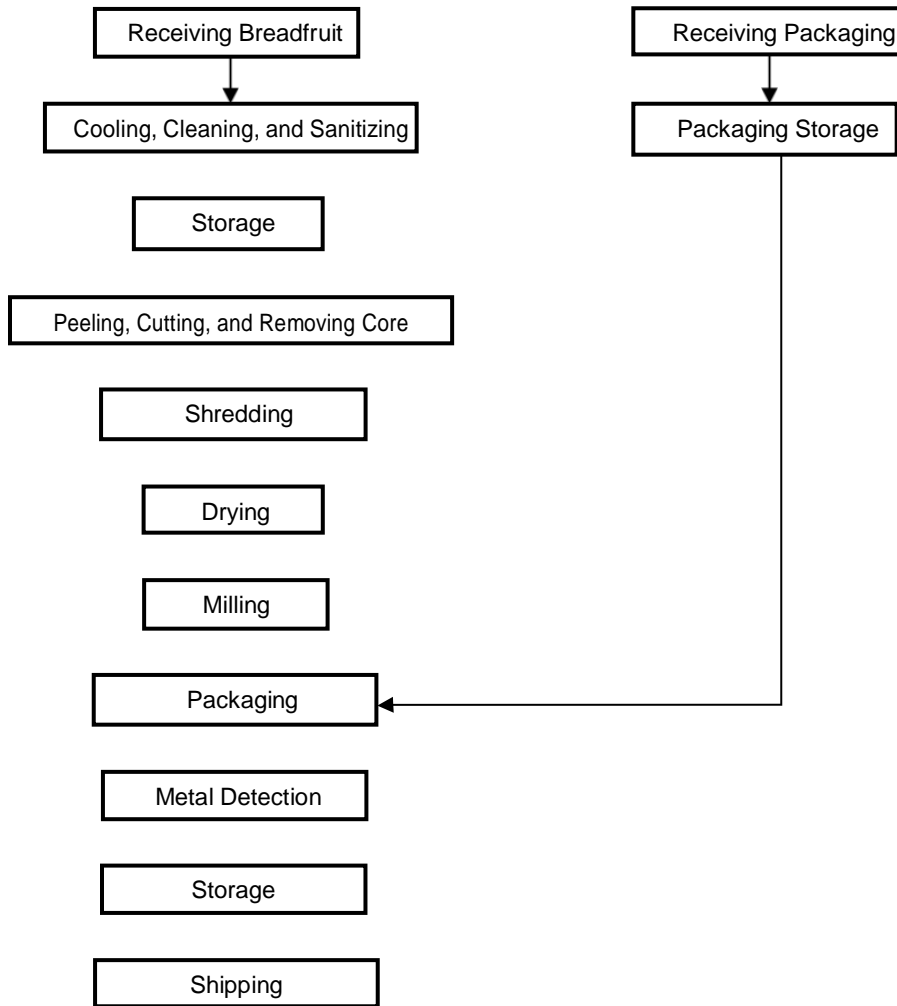 Receiving Breadfruit
Receiving Packaging
Cooling, Cleaning, and Sanitizing
Packaging Storage
Storage
Peeling, Cutting, and Removing Core
Shredding
Drying
Milling
Packaging
Metal Detection
Storage
Shipping